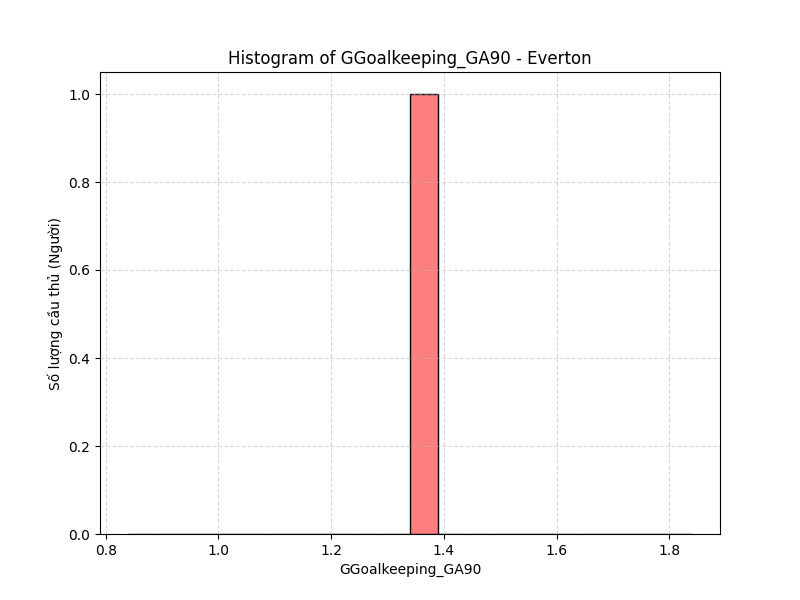 Histogram of GGoalkeeping_GA90 - Everton
Số lượng cầu thủ (Người)
1.0
0.8
0.6
0.4
0.2
0.0
0.8 1.0 1.2 1.4 1.6 1.8
GGoalkeeping_GA90